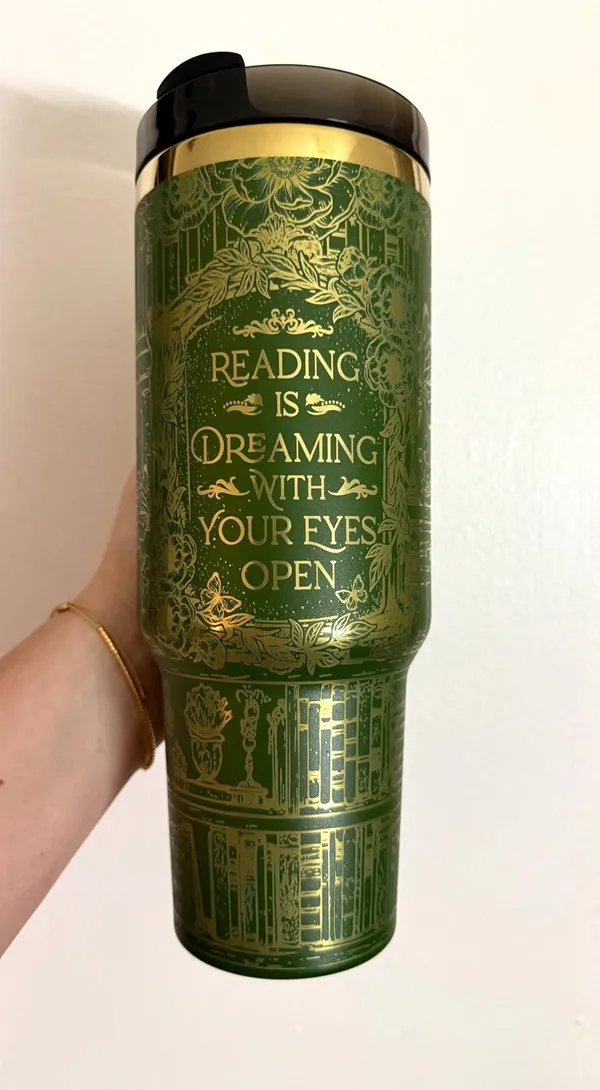 READING
IS
DREAMING
WITH
YOUR EYES
OPEN